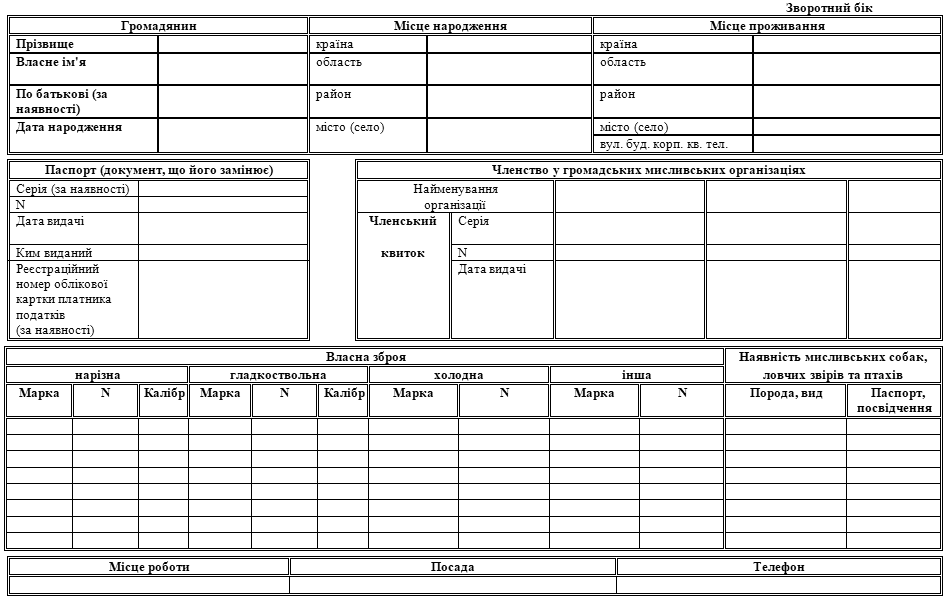 Зворотний бік
Громадянин Місце народження Місце проживання
Прізвище країна країна
Власне ім'я область область
По батькові (за наявності) район район
Дата народження місто (село) місто (село)
вул. буд. корп. кв. тел.
Паспорт (документ, що його замінює) Членство у громадських мисливських організаціях
Серія (за наявності) Найменування
N організації
Дата видачі Членський Серія
Ким виданий квиток N
Реєстраційний Дата видачі
номер облікової
картки платника
податків
(за наявності)
Власна зброя Наявність мисливських собак,
нарізна гладкоствольна холодна інша ловчих звірів та птахів
Марка N Калібр Марка N Калібр Марка N Марка N Порода, вид Паспорт,
посвідчення
Місце роботи Посада Телефон